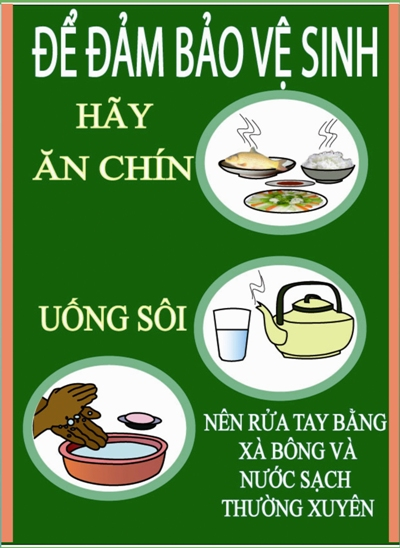 ĐỂ ĐẢM BẢO VỆ SINH
HÃY
ĂN CHÍN
UỐNG SÔI
NÊN RỬA TAY BẰNG
XÀ BÔNG VÀ
NƯỚC SẠCH
THƯỜNG XUYÊN